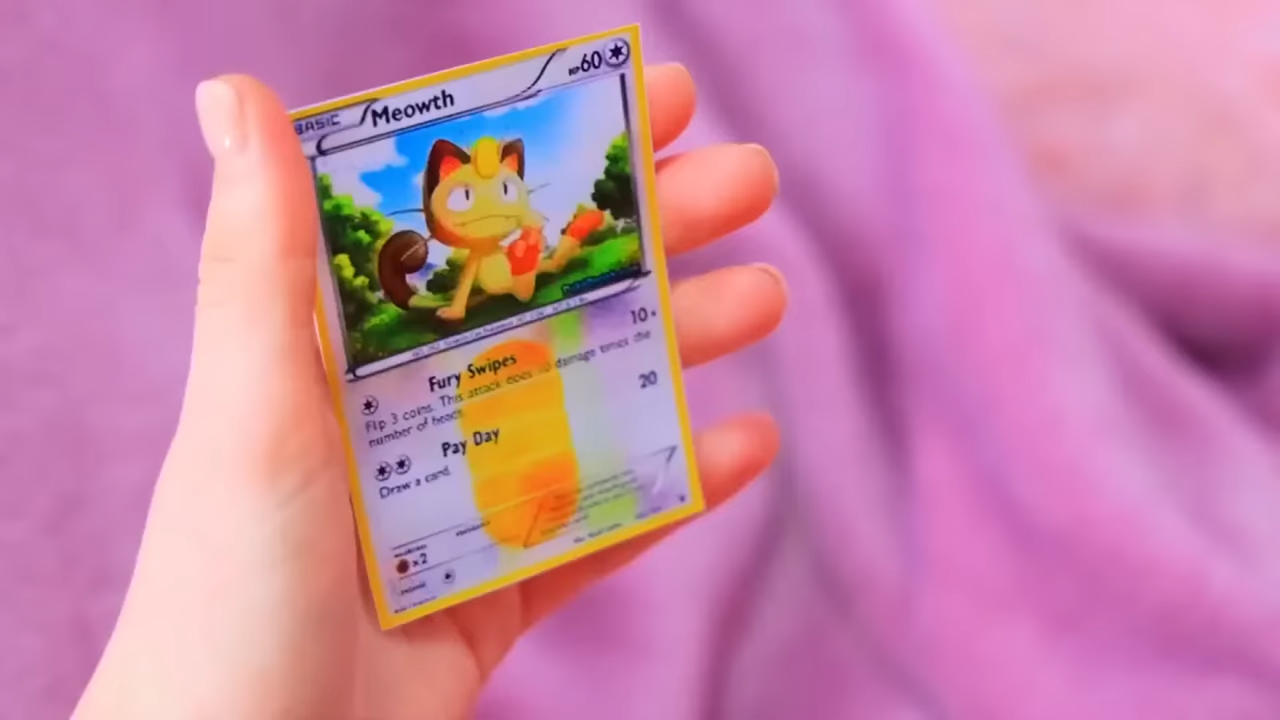 BASIC Meowth HP60
10×
Fury Swipes
Flip 3 coins. This attack does 10 damage times the
number of heads.
20
Pay Day
Draw a card.
×2